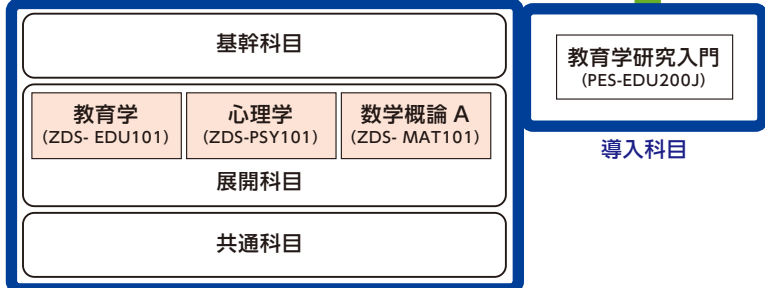 基幹科目
教育学
(ZDS- EDU101)
心理学
(ZDS-PSY101)
数学概論 A
(ZDS- MAT101)
展開科目
共通科目
教育学研究入門
(PES-EDU200J)
導入科目